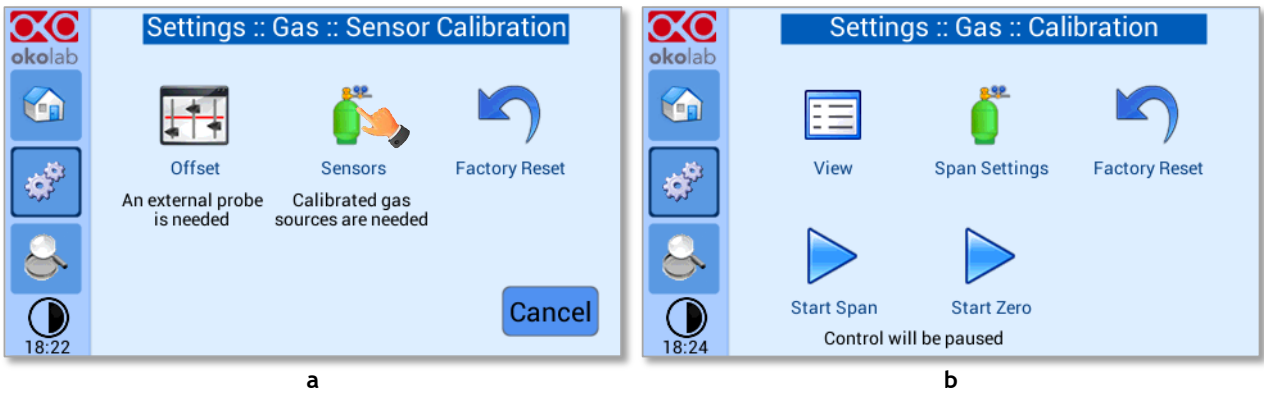 okolab
Settings :: Gas :: Sensor Calibration
Offset
Sensors
Factory Reset
An external probe
is needed
Calibrated gas
sources are needed
Cancel
18:22
a
okolab
Settings :: Gas :: Calibration
View
Span Settings
Factory Reset
Start Span
Start Zero
Control will be paused
18:24
b